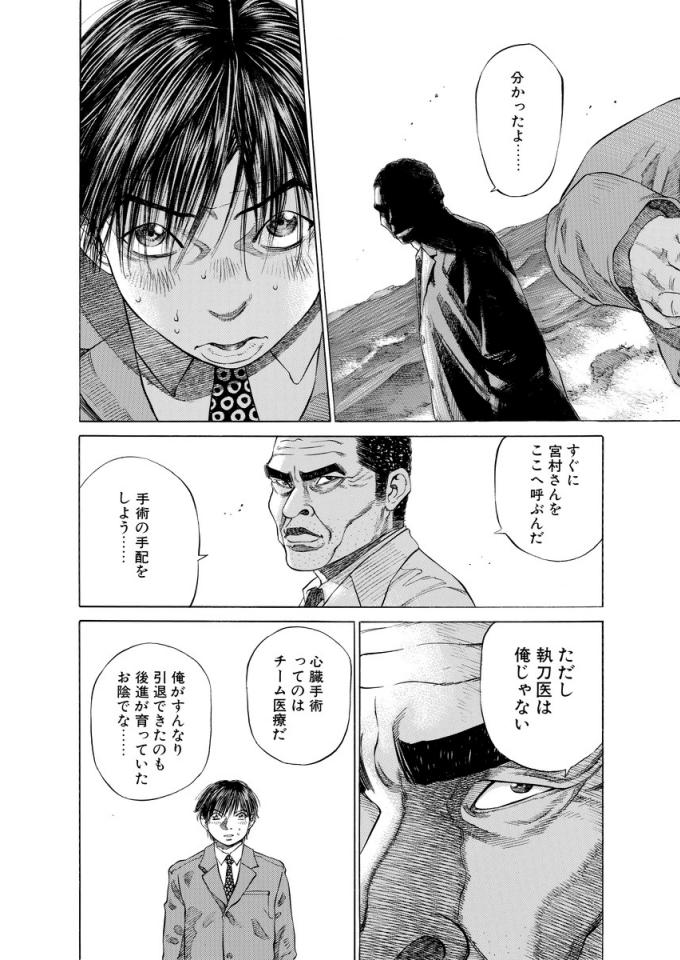 分かったよ……
すぐに
宮村さんを
ここへ呼ぶんだ
手術の手配を
しよう……
ただし
執刀医は
俺じゃない
心臓手術
ってのは
チーム医療だ
俺がすんなり
引退できたのも
後進が育っていた
お陰でな……